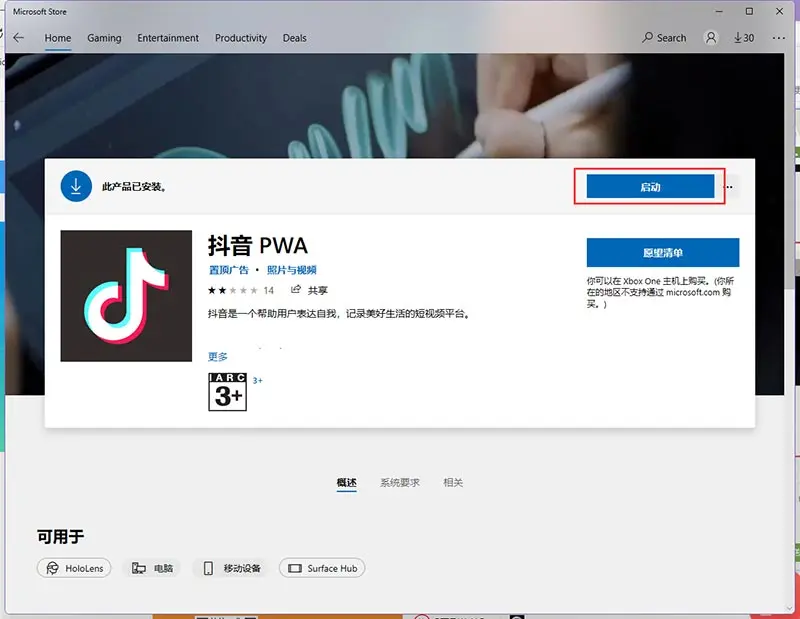 Microsoft Store
Home Gaming Entertainment Productivity Deals Search 30
此产品已安装。
启动
抖音 PWA
置顶广告 • 照片与视频
14 共享
抖音是一个帮助用户表达自我，记录美好生活的短视频平台。
更多
IARC
3+
3+
愿望清单
你可以在 Xbox One 主机上购买。(你所
在的地区不支持通过 microsoft.com 购
买。)
概述 系统要求 相关
可用于
HoloLens 电脑 移动设备 Surface Hub